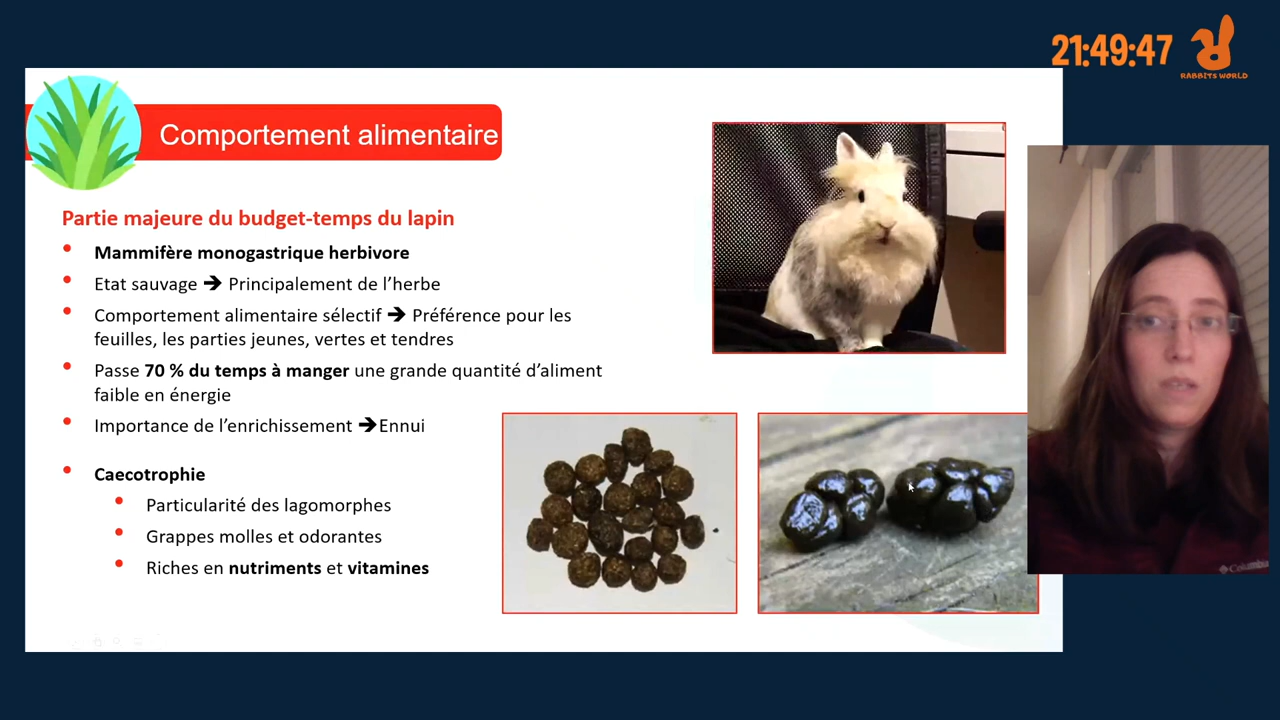 21:49:47
RABBITS WORLD
Comportement alimentaire
Partie majeure du budget-temps du lapin
• Mammifère monogastrique herbivore
• Etat sauvage ➔ Principalement de l’herbe
• Comportement alimentaire sélectif ➔ Préférence pour les
feuilles, les parties jeunes, vertes et tendres
• Passe 70 % du temps à manger une grande quantité d’aliment
faible en énergie
• Importance de l’enrichissement ➔Ennui
• Caecotrophie
• Particularité des lagomorphes
• Grappes molles et odorantes
• Riches en nutriments et vitamines
Columbia